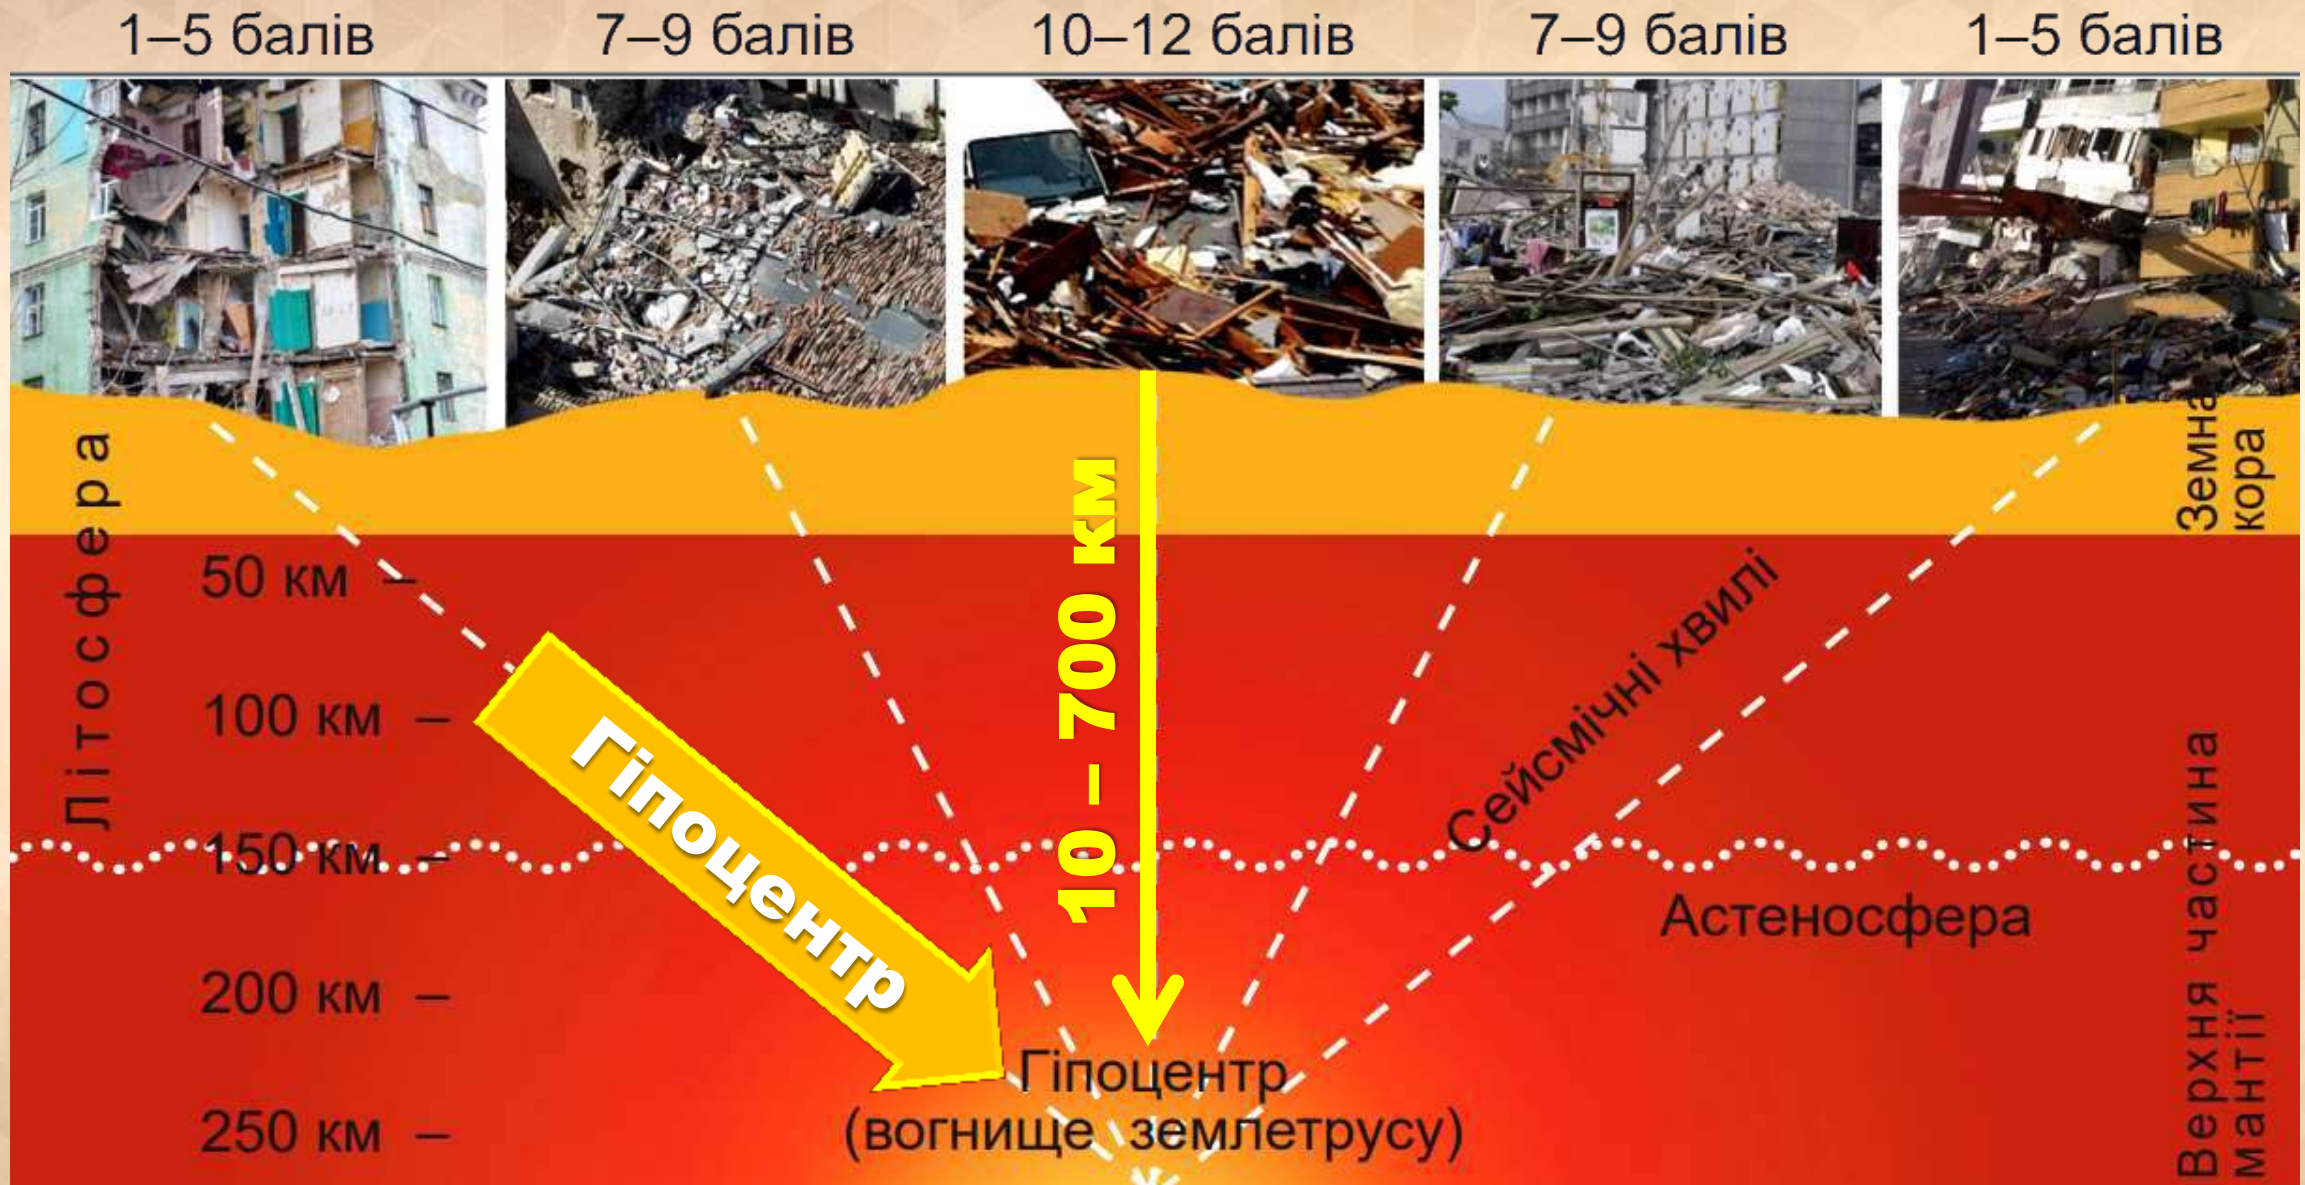 1–5 балів
7–9 балів
10–12 балів
7–9 балів
1–5 балів
Літосфера
Земна
кора
50 км
100 км
150 км
200 км
250 км
Гіпоцентр
10 – 700 км
Сейсмічні хвилі
Астеносфера
Верхня частина
мантії
Гіпоцентр
(вогнище землетрусу)